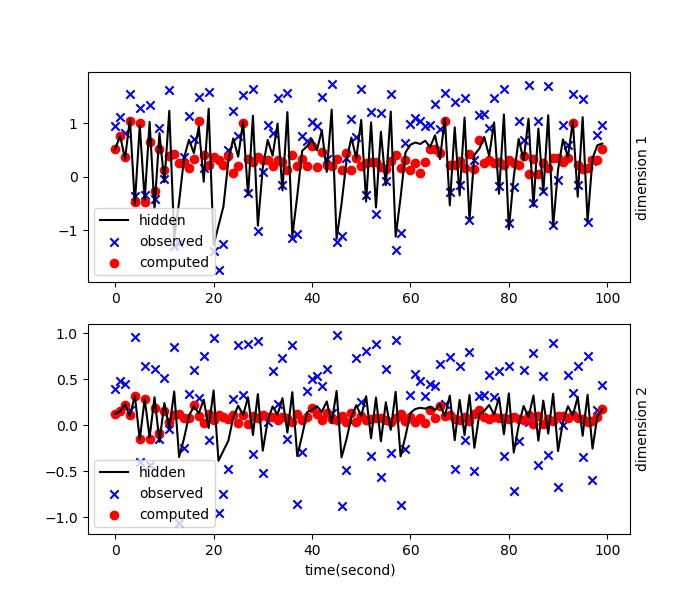 1
0
−1
0
20
40
60
80
100
dimension 1
hidden
observed
computed
1.0
0.5
0.0
−0.5
−1.0
0
20
40
60
80
100
dimension 2
hidden
observed
computed
time(second)